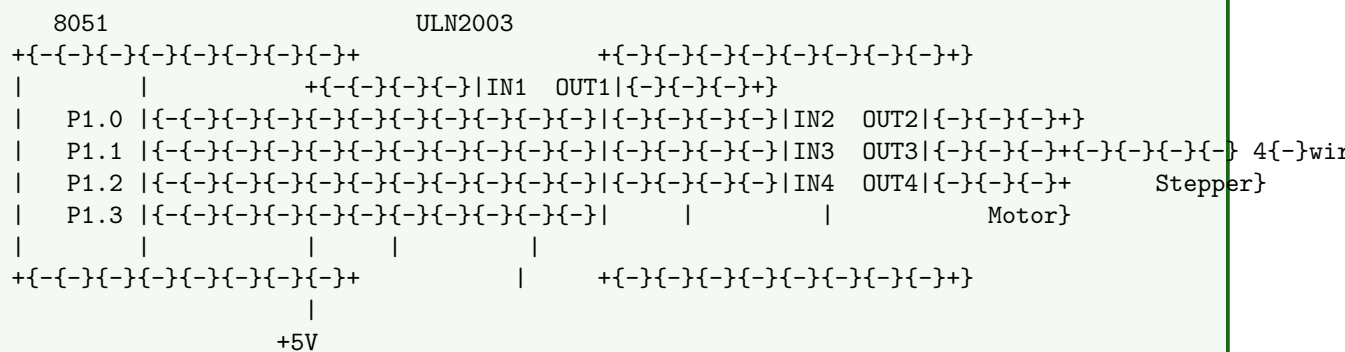 8051                      ULN2003
+{-{-}{-}{-}{-}{-}{-}{-}+                 +{-}{-}{-}{-}{-}{-}{-}{-}+}
|        |           +{-{-}{-}{-}|IN1  OUT1|{-}{-}{-}+}
|   P1.0 |{-{-}{-}{-}{-}{-}{-}{-}{-}{-}{-}|{-}{-}{-}{-}|IN2  OUT2|{-}{-}{-}+}
|   P1.1 |{-{-}{-}{-}{-}{-}{-}{-}{-}{-}{-}|{-}{-}{-}{-}|IN3  OUT3|{-}{-}{-}+{-}{-}{-}{-} 4{-}wir
|   P1.2 |{-{-}{-}{-}{-}{-}{-}{-}{-}{-}{-}|{-}{-}{-}{-}|IN4  OUT4|{-}{-}{-}+      Stepper}
|   P1.3 |{-{-}{-}{-}{-}{-}{-}{-}{-}{-}{-}|     |         |           Motor}
|        |           |     |         |
+{-{-}{-}{-}{-}{-}{-}{-}+           |     +{-}{-}{-}{-}{-}{-}{-}{-}+}
                     |
                   +5V